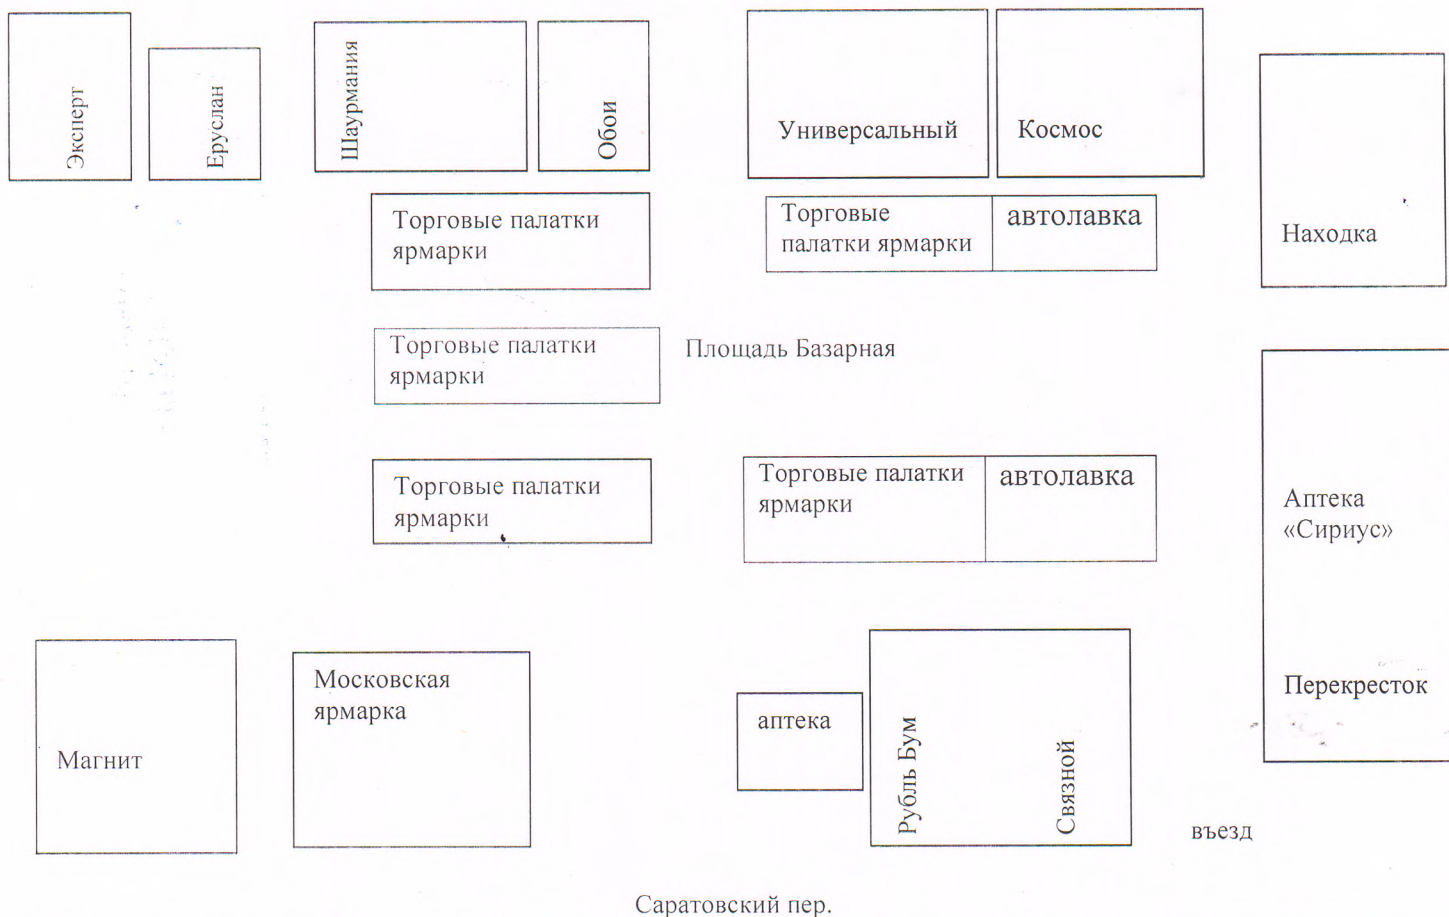 Эксперт
Еруслан
Шаурмания
Обои
Универсальный
Космос
Торговые палатки
ярмарки
Торговые
палатки ярмарки
автолавка
Находка
Торговые палатки
ярмарки
Площадь Базарная
Торговые палатки
ярмарки
Торговые палатки
ярмарки
автолавка
Аптека
«Сириус»
Перекресток
Магнит
Московская
ярмарка
аптека
Рубль Бум
Связной
въезд
Саратовский пер.